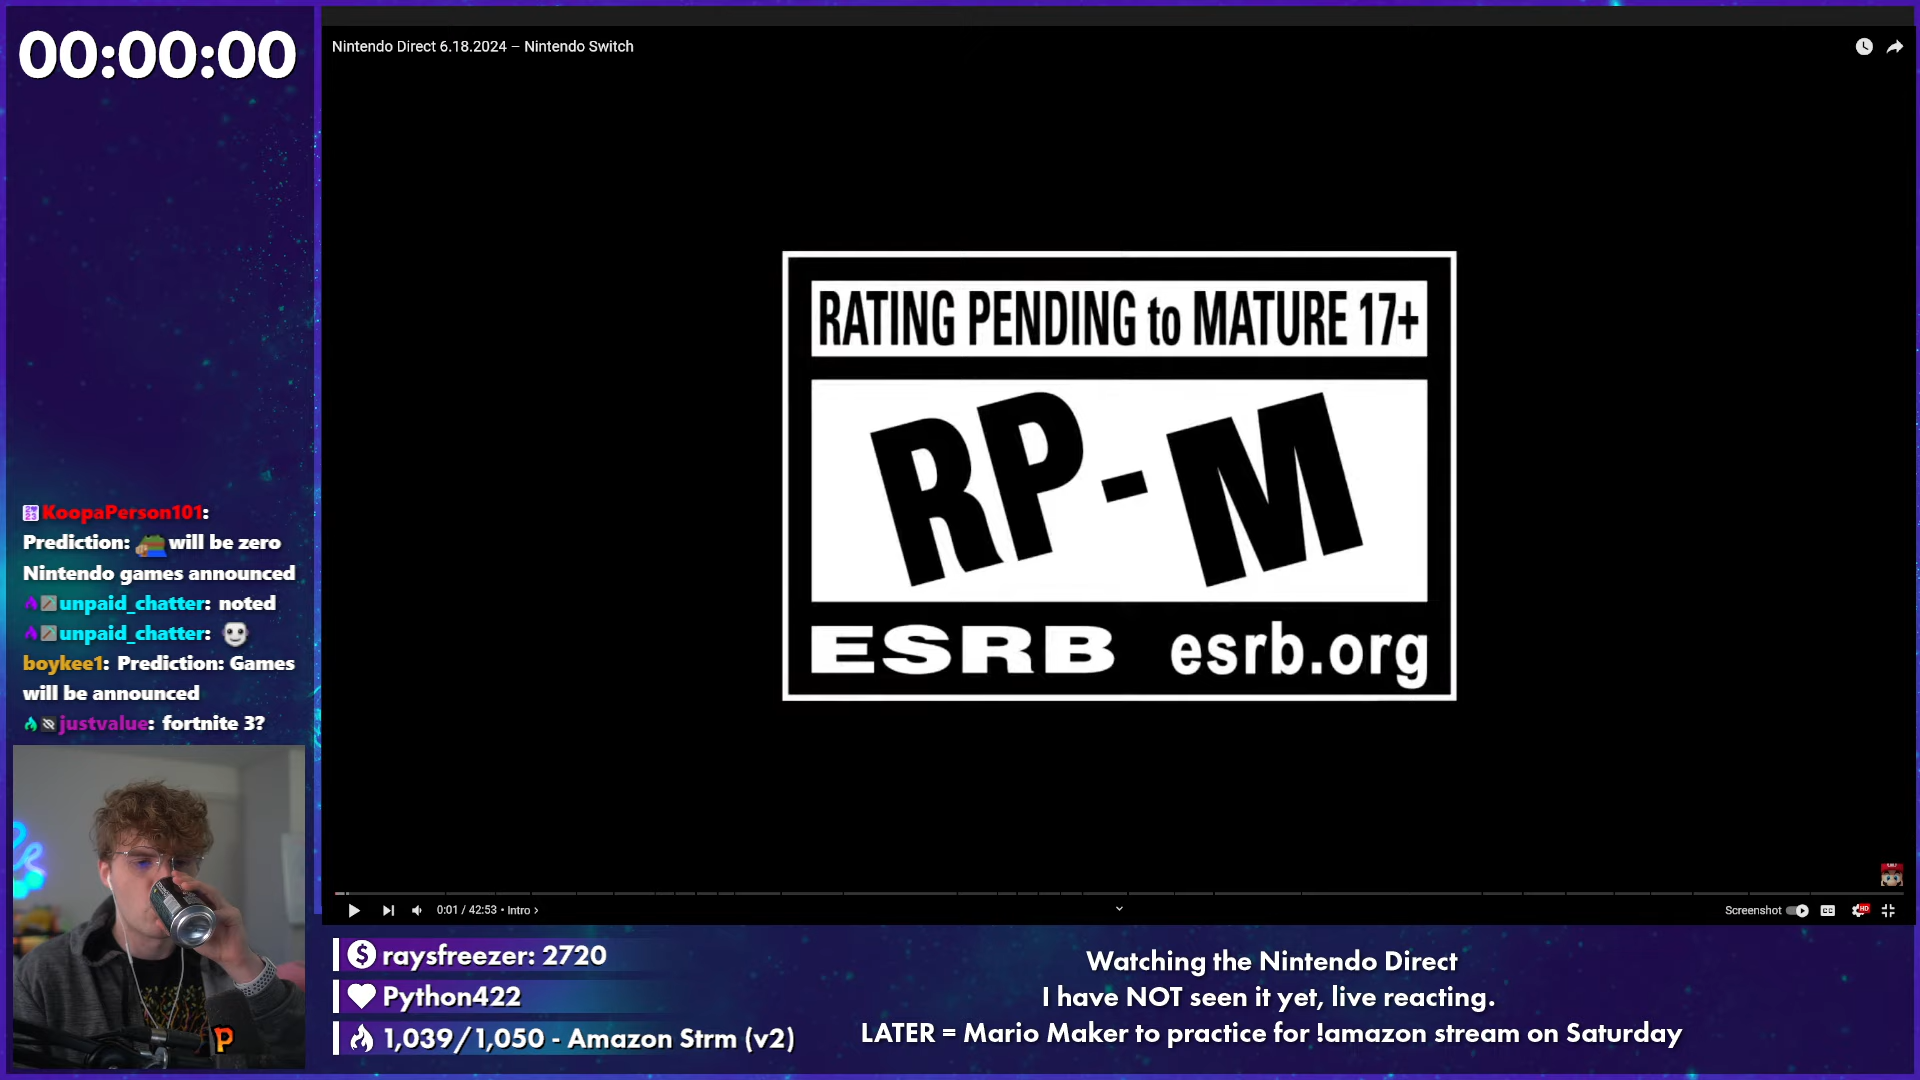 00:00:00
Nintendo Direct 6.18.2024 – Nintendo Switch
RATING PENDING to MATURE 17+
RP-M
ESRB esrb.org
KoopaPerson101:
Prediction: will be zero
Nintendo games announced
unpaid_chatter: noted
unpaid_chatter:
boykee1: Prediction: Games
will be announced
justvalue: fortnite 3?
0:01 / 42:53 • Intro ›
Screenshot
CC
HD
raysfreezer: 2720
Python422
1,039/1,050 - Amazon Strm (v2)
Watching the Nintendo Direct
I have NOT seen it yet, live reacting.
LATER = Mario Maker to practice for !amazon stream on Saturday